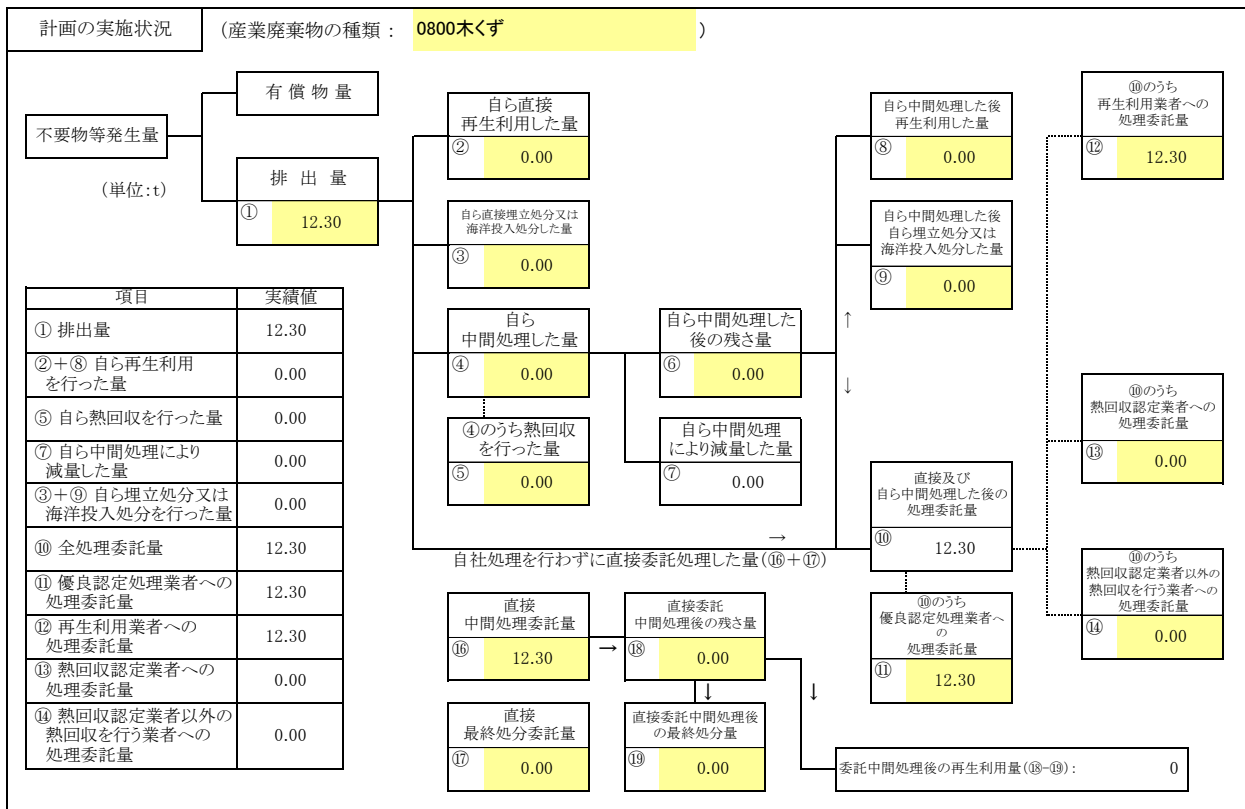 計画の実施状況
(産業廃棄物の種類： 0800木くず )
不要物等発生量
(単位:t)
有 償 物 量
排 出 量
① 12.30
自ら直接
再生利用した量
② 0.00
自ら直接埋立処分又は
海洋投入処分した量
③ 0.00
自ら
中間処理した量
④ 0.00
④のうち熱回収
を行った量
⑤ 0.00
自ら中間処理した
後の残さ量
⑥ 0.00
自ら中間処理
により減量した量
⑦ 0.00
自ら中間処理した後
再生利用した量
⑧ 0.00
自ら中間処理した後
自ら埋立処分又は
海洋投入処分した量
⑨ 0.00
↑
↓
直接及び
自ら中間処理した後の
処理委託量
⑩ 12.30
⑩のうち
優良認定処理業者へ
の
処理委託量
⑪ 12.30
⑩のうち
再生利用業者への
処理委託量
⑫ 12.30
⑩のうち
熱回収認定業者への
処理委託量
⑬ 0.00
⑩のうち
熱回収認定業者以外の
熱回収を行う業者への
処理委託量
⑭ 0.00
→
自社処理を行わずに直接委託処理した量(⑯＋⑰)
直接
中間処理委託量
⑯ 12.30
→
直接委託
中間処理後の残さ量
⑱ 0.00
↓
↓
直接
最終処分委託量
⑰ 0.00
直接委託中間処理後
の最終処分量
⑲ 0.00
委託中間処理後の再生利用量(⑱-⑲)： 0
項目 実績値
① 排出量 12.30
②＋⑧ 自ら再生利用
を行った量 0.00
⑤ 自ら熱回収を行った量 0.00
⑦ 自ら中間処理により
減量した量 0.00
③＋⑨ 自ら埋立処分又は
海洋投入処分を行った量 0.00
⑩ 全処理委託量 12.30
⑪ 優良認定処理業者への
処理委託量 12.30
⑫ 再生利用業者への
処理委託量 12.30
⑬ 熱回収認定業者への
処理委託量 0.00
⑭ 熱回収認定業者以外の
熱回収を行う業者への
処理委託量 0.00